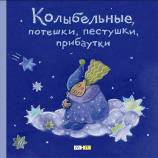 Колыбельные,
потешки, пестушки,
прибаутки